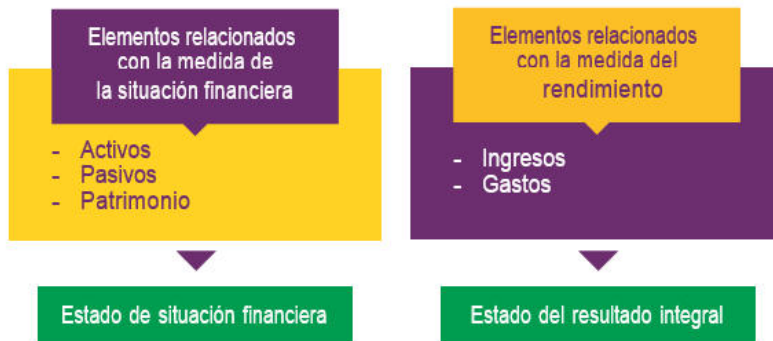 Elementos relacionados
con la medida de
la situación financiera
- Activos
- Pasivos
- Patrimonio
Estado de situación financiera
Elementos relacionados
con la medida del
rendimiento
- Ingresos
- Gastos
Estado del resultado integral